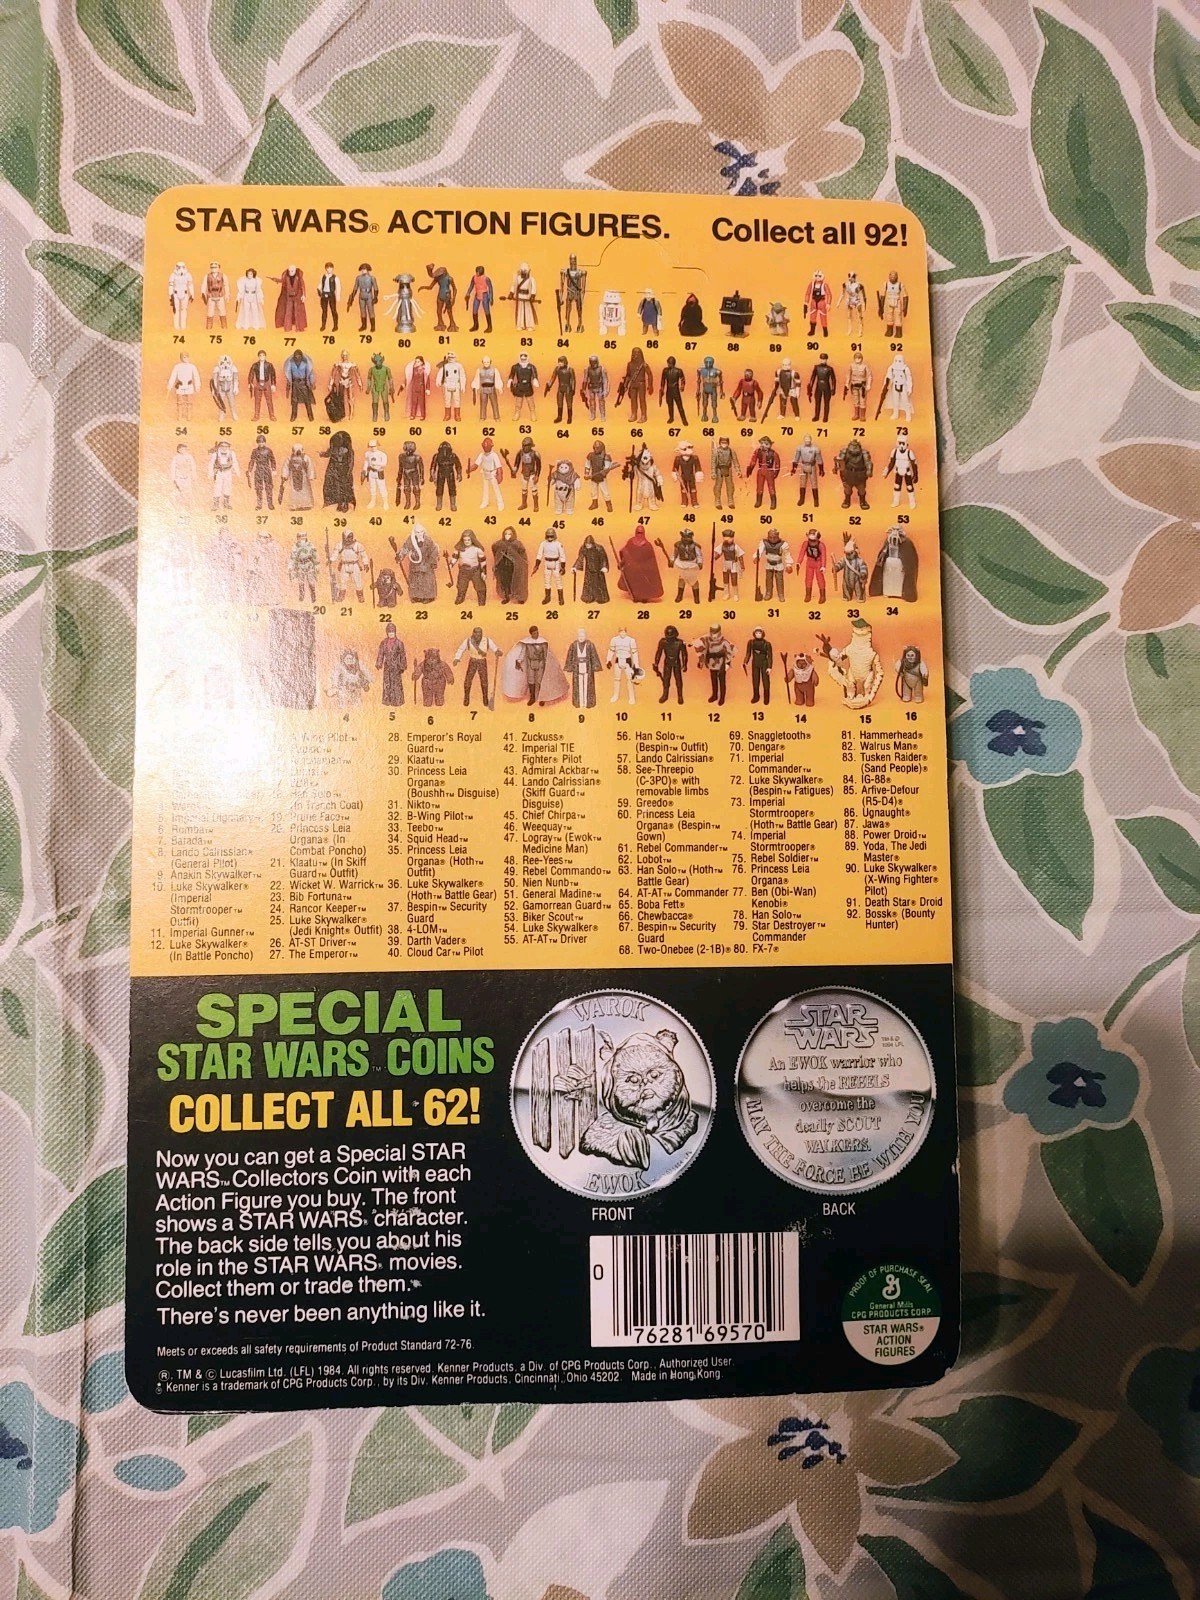 STAR WARS® ACTION FIGURES. Collect all 92!
74 75 76 77 78 79 80 81 82 83 84 85 86 87 88 89 90 91 92
54 55 56 57 58 59 60 61 62 63 64 65 66 67 68 69 70 71 72 73
36 37 38 39 40 41 42 43 44 45 46 47 48 49 50 51 52 53
20 21 22 23 24 25 26 27 28 29 30 31 32 33 34
4 5 6 7 8 9 10 11 12 13 14 15 16
5. Imperial Dignitary™
6. Romba™
7. Barada™
8. Lando Calrissian®
(General Pilot)
9. Anakin Skywalker™
10. Luke Skywalker®
(Imperial
Stormtrooper™
Outfit)
11. Imperial Gunner™
12. Luke Skywalker®
(In Battle Poncho)
A-Wing Pilot™
Han Solo™
(In Trench Coat)
19. Prune Face™
20. Princess Leia
Organa® (In
Combat Poncho)
21. Klaatu™ (In Skiff
Guard™ Outfit)
22. Wicket W. Warrick™
23. Bib Fortuna™
24. Rancor Keeper™
25. Luke Skywalker®
(Jedi Knight® Outfit)
26. AT-ST Driver™
27. The Emperor™
28. Emperor's Royal
Guard™
29. Klaatu™
30. Princess Leia
Organa®
(Boushh™ Disguise)
31. Nikto™
32. B-Wing Pilot™
33. Teebo™
34. Squid Head™
35. Princess Leia
Organa® (Hoth™
Outfit)
36. Luke Skywalker®
(Hoth™ Battle Gear)
37. Bespin™ Security
Guard
38. 4-LOM™
39. Darth Vader®
40. Cloud Car™ Pilot
41. Zuckuss®
42. Imperial TIE
Fighter® Pilot
43. Admiral Ackbar™
44. Lando Calrissian®
(Skiff Guard™
Disguise)
45. Chief Chirpa™
46. Weequay™
47. Logray™ (Ewok™
Medicine Man)
48. Ree-Yees™
49. Rebel Commando™
50. Nien Nunb™
51. General Madine™
52. Gamorrean Guard™
53. Biker Scout™
54. Luke Skywalker®
55. AT-AT™ Driver
56. Han Solo™
(Bespin™ Outfit)
57. Lando Calrissian®
58. See-Threepio
(C-3PO)® with
removable limbs
59. Greedo®
60. Princess Leia
Organa® (Bespin™
Gown)
61. Rebel Commander™
62. Lobot™
63. Han Solo™ (Hoth™
Battle Gear)
64. AT-AT™ Commander
65. Boba Fett®
66. Chewbacca®
67. Bespin™ Security
Guard
68. Two-Onebee (2-1B)®
69. Snaggletooth®
70. Dengar®
71. Imperial
Commander™
72. Luke Skywalker®
(Bespin™ Fatigues)
73. Imperial
Stormtrooper®
(Hoth™ Battle Gear)
74. Imperial
Stormtrooper®
75. Rebel Soldier™
76. Princess Leia
Organa®
77. Ben (Obi-Wan)
Kenobi®
78. Han Solo™
79. Star Destroyer™
Commander
80. FX-7®
81. Hammerhead®
82. Walrus Man®
83. Tusken Raider®
(Sand People)®
84. IG-88®
85. Arfive-Defour
(R5-D4)®
86. Ugnaught®
87. Jawa®
88. Power Droid™
89. Yoda, The Jedi
Master®
90. Luke Skywalker®
(X-Wing Fighter®
Pilot)
91. Death Star® Droid
92. Bossk® (Bounty
Hunter)
SPECIAL
STAR WARS™ COINS
COLLECT ALL 62!
Now you can get a Special STAR
WARS™ Collectors Coin with each
Action Figure you buy. The front
shows a STAR WARS® character.
The back side tells you about his
role in the STAR WARS® movies.
Collect them or trade them.
There's never been anything like it.
Meets or exceeds all safety requirements of Product Standard 72-76.
®, TM & © Lucasfilm Ltd. (LFL) 1984. All rights reserved. Kenner Products, a Div. of CPG Products Corp., Authorized User.
Kenner is a trademark of CPG Products Corp., by its Div. Kenner Products, Cincinnati, Ohio 45202. Made in Hong Kong.
WAROK
EWOK
FRONT
STAR
WARS
An EWOK warrior who
helps the REBELS
overcome the
deadly SCOUT
WALKERS.
MAY THE FORCE BE WITH YOU
BACK
0 76281 69570
PROOF OF PURCHASE SEAL
General Mills
CPG PRODUCTS CORP.
STAR WARS®
ACTION
FIGURES